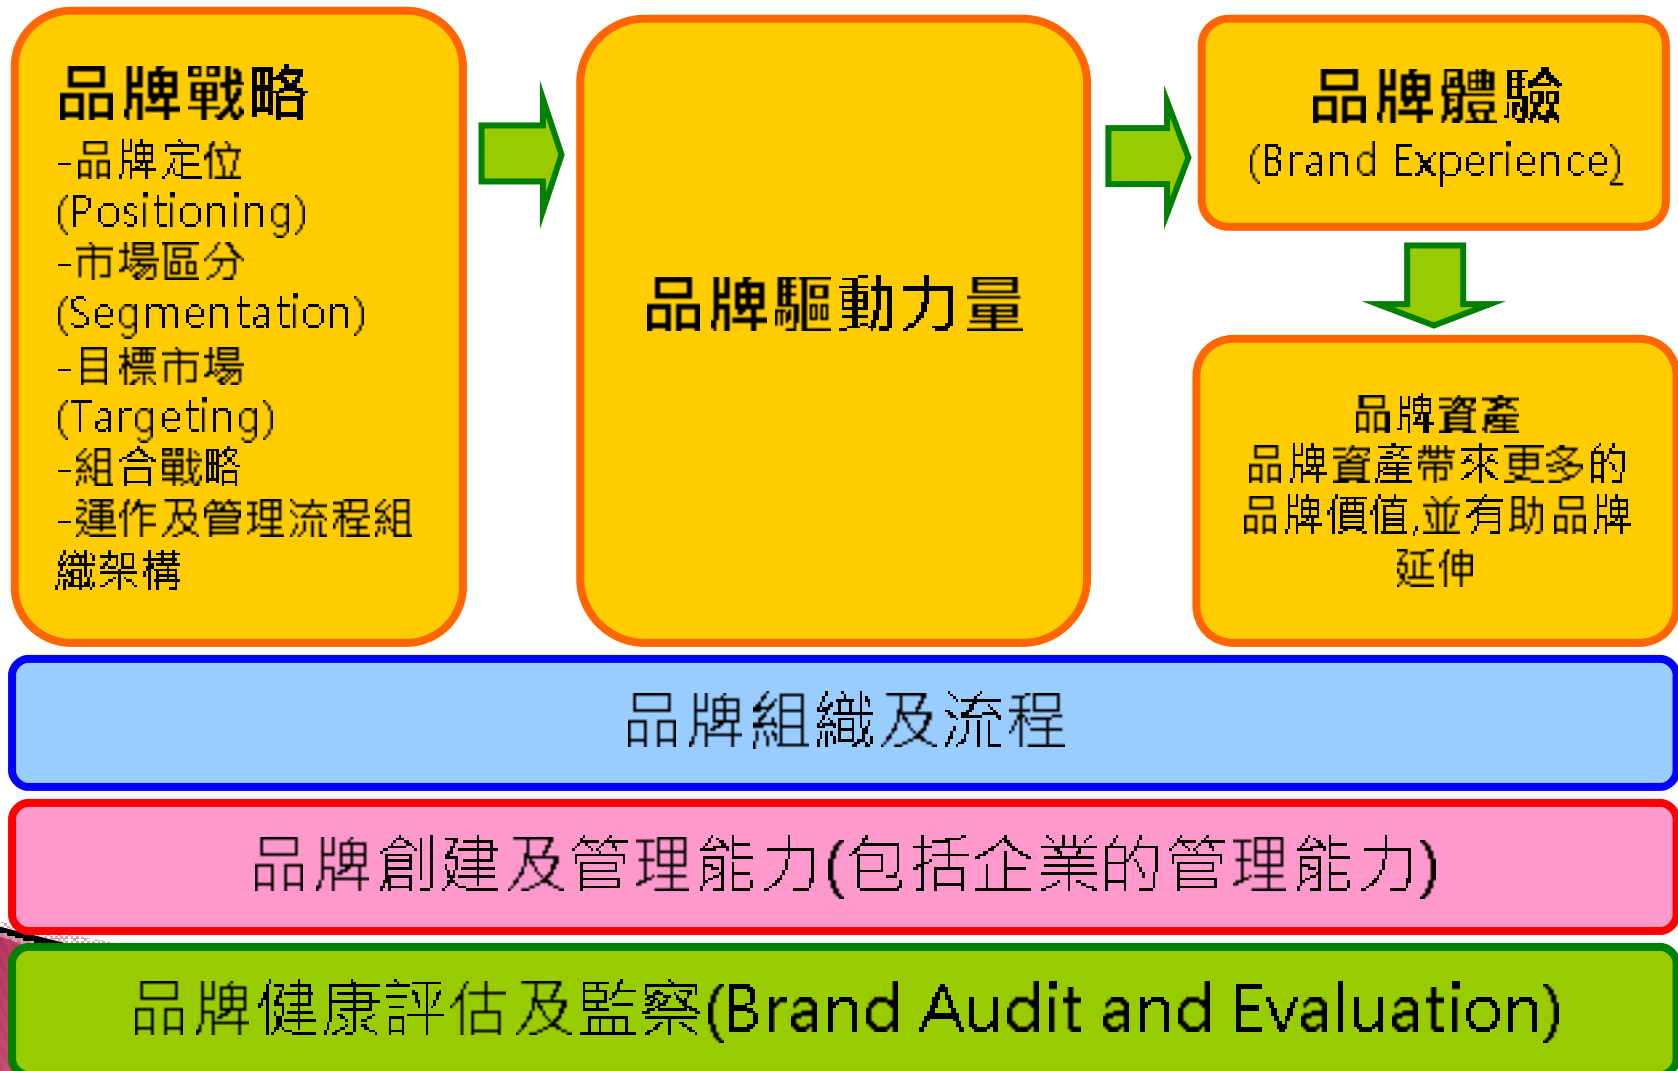 品牌戰略
-品牌定位
(Positioning)
-市場區分
(Segmentation)
-目標市場
(Targeting)
-組合戰略
-運作及管理流程組
織架構
品牌驅動力量
品牌體驗
(Brand Experience)
品牌資產
品牌資產帶來更多的
品牌價值,並有助品牌
延伸
品牌組織及流程
品牌創建及管理能力(包括企業的管理能力)
品牌健康評估及監察(Brand Audit and Evaluation)